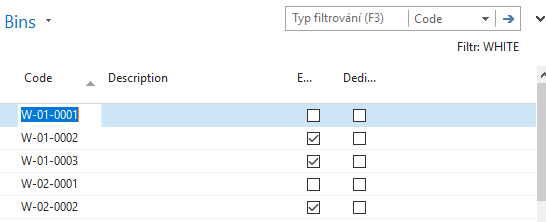 Bins
Typ filtrování (F3) Code
Filtr: WHITE
Code Description E... Dedi...
W-01-0001
W-01-0002
W-01-0003
W-02-0001
W-02-0002